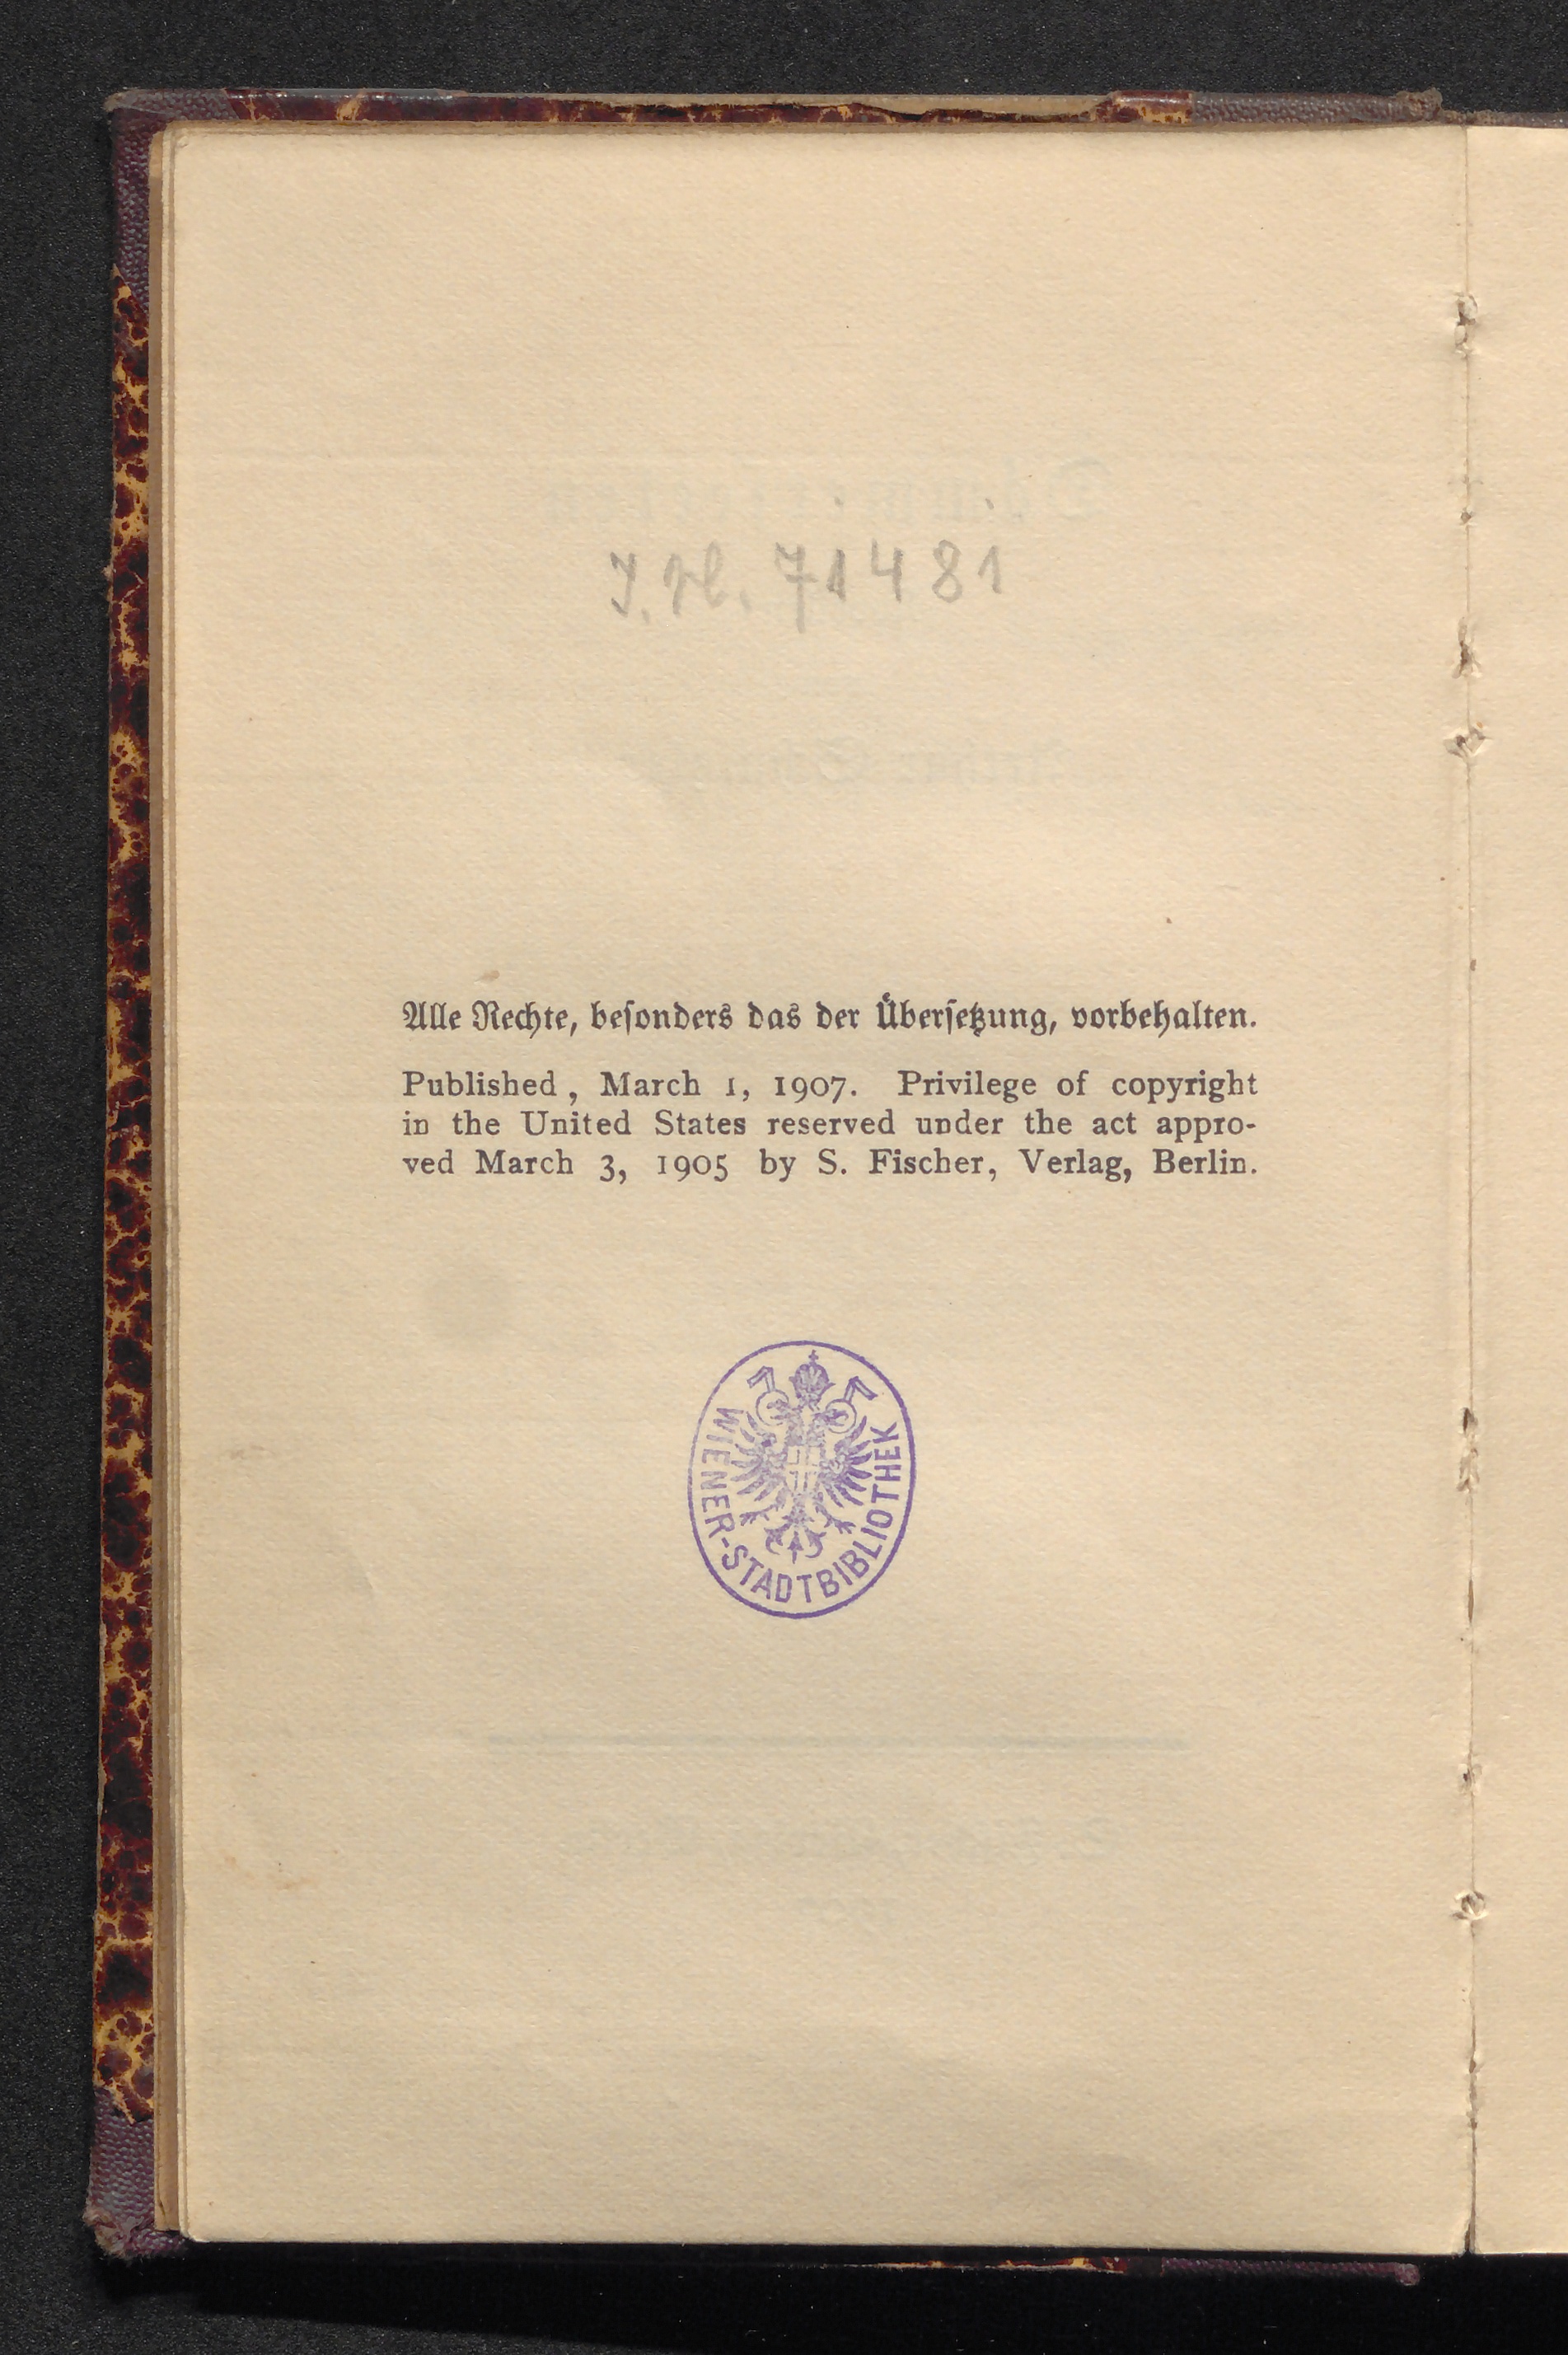 J. N. 71481
Alle Rechte, beſonders das der Überſetzung, vorbehalten.
Published, March 1, 1907. Privilege of copyright
in the United States reserved under the act appro-
ved March 3, 1905 by S. Fischer, Verlag, Berlin.
WIENER-STADTBIBLIOTHEK